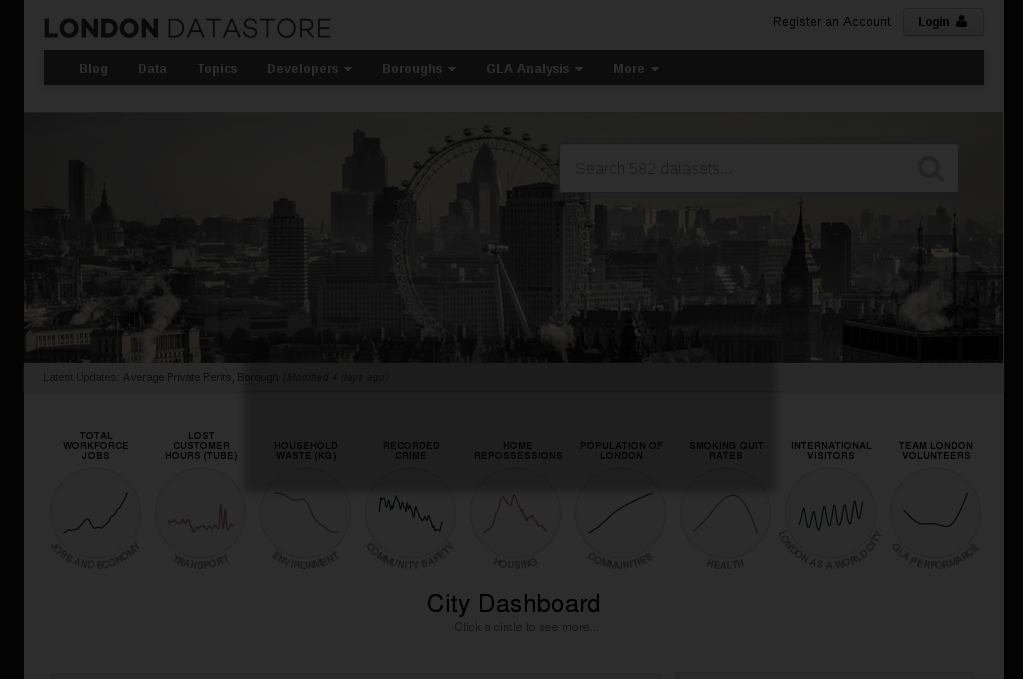 LONDON DATASTORE
Register an Account
Login
Blog
Data
Topics
Developers
Boroughs
GLA Analysis
More
Search 582 datasets...
Latest Updates: Average Private Rents, Borough (Modified 4 days ago)
TOTAL
WORKFORCE
JOBS
LOST
CUSTOMER
HOURS (TUBE)
HOUSEHOLD
WASTE (KG)
RECORDED
CRIME
HOME
REPOSSESSIONS
POPULATION OF
LONDON
SMOKING QUIT
RATES
INTERNATIONAL
VISITORS
TEAM LONDON
VOLUNTEERS
JOBS AND ECONOMY
TRANSPORT
ENVIRONMENT
COMMUNITY SAFETY
HOUSING
COMMUNITIES
HEALTH
LONDON AS A WORLD CITY
GLA PERFORMANCE
City Dashboard
Click a circle to see more...